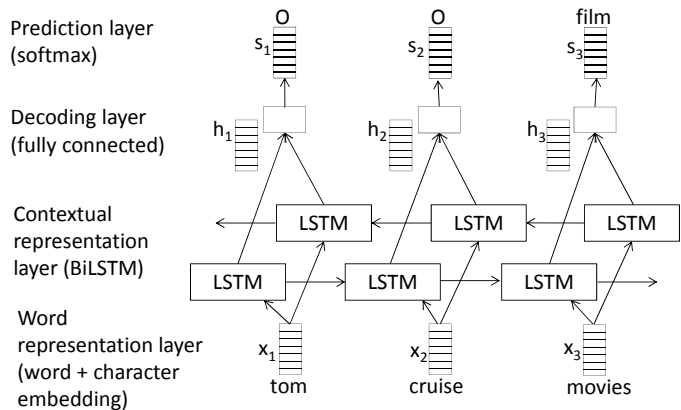 Prediction layer
(softmax)
O O film
s1 s2 s3
Decoding layer
(fully connected)
h1 h2 h3
Contextual
representation
layer (BiLSTM)
LSTM LSTM LSTM
LSTM LSTM LSTM
Word
representation layer
(word + character
embedding)
x1 x2 x3
tom cruise movies